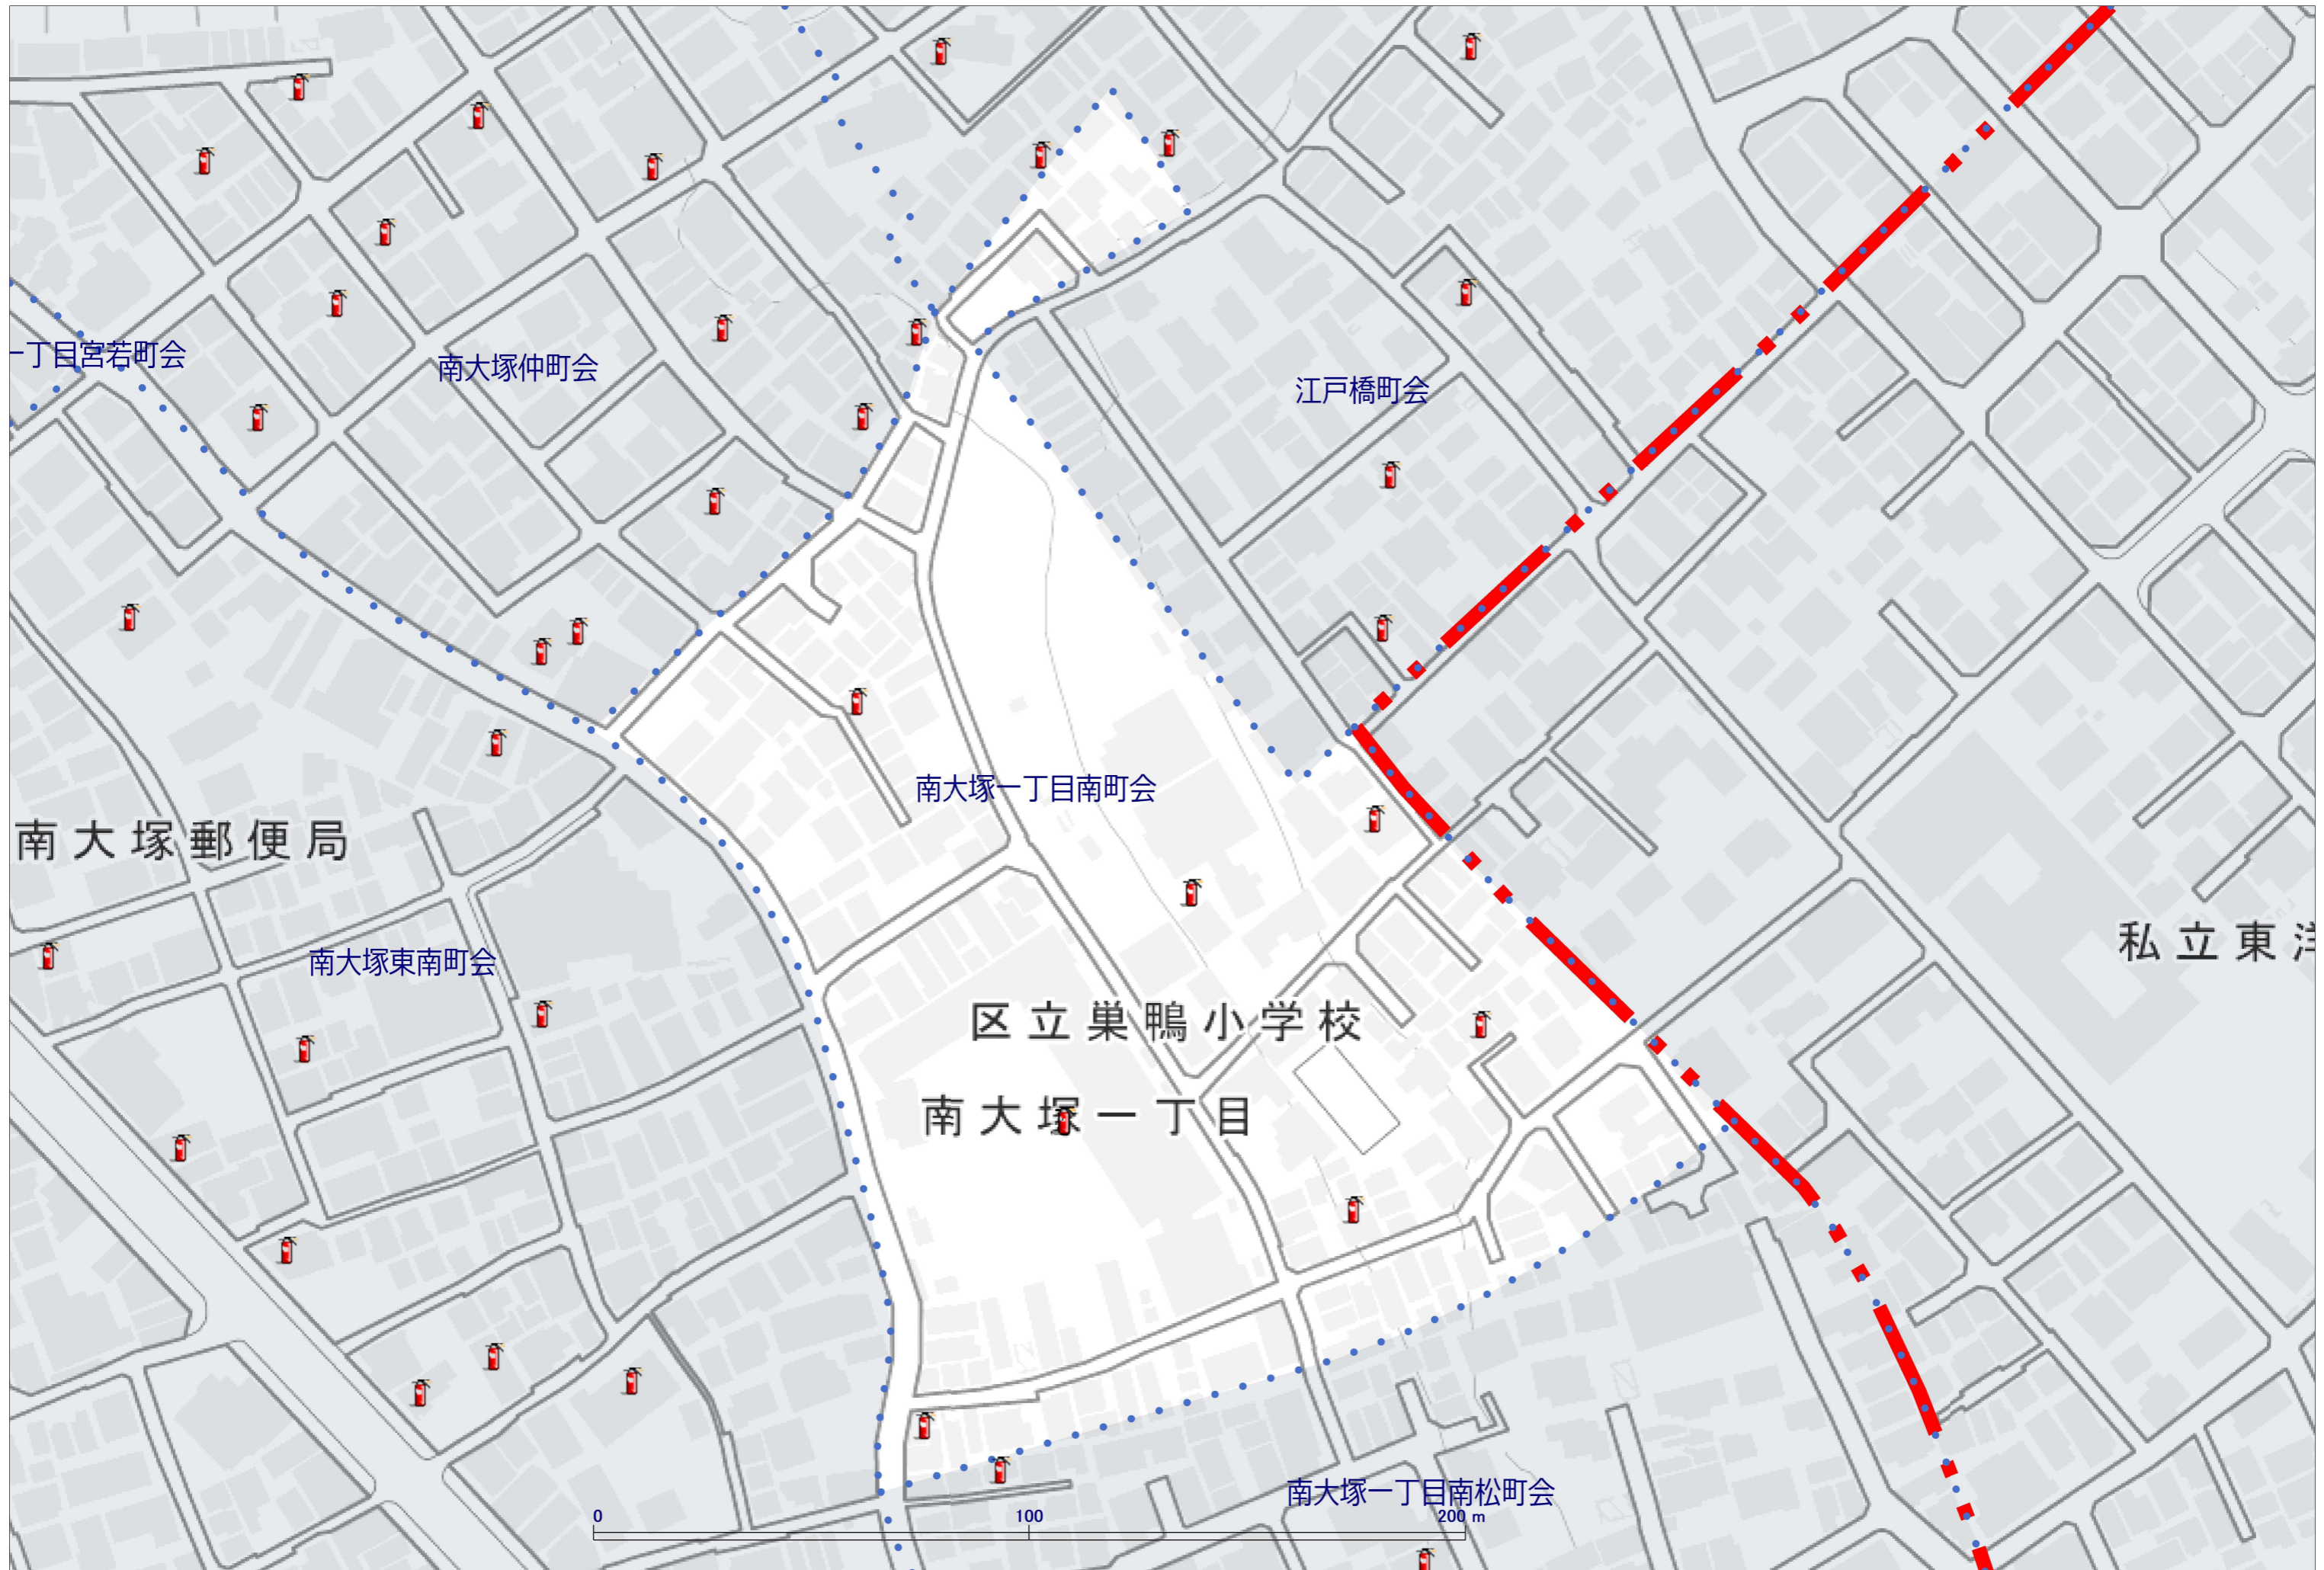 一丁目宮若町会
南大塚仲町会
江戸橋町会
南大塚一丁目南町会
南大塚郵便局
私立東洋
南大塚東南町会
区立巣鴨小学校
南大塚一丁目
南大塚一丁目南松町会
0 100 200 m